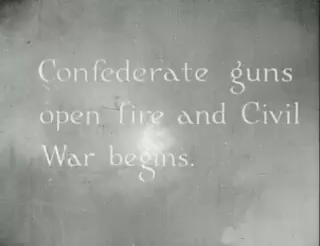 Confederate guns
open fire and Civil
War begins.